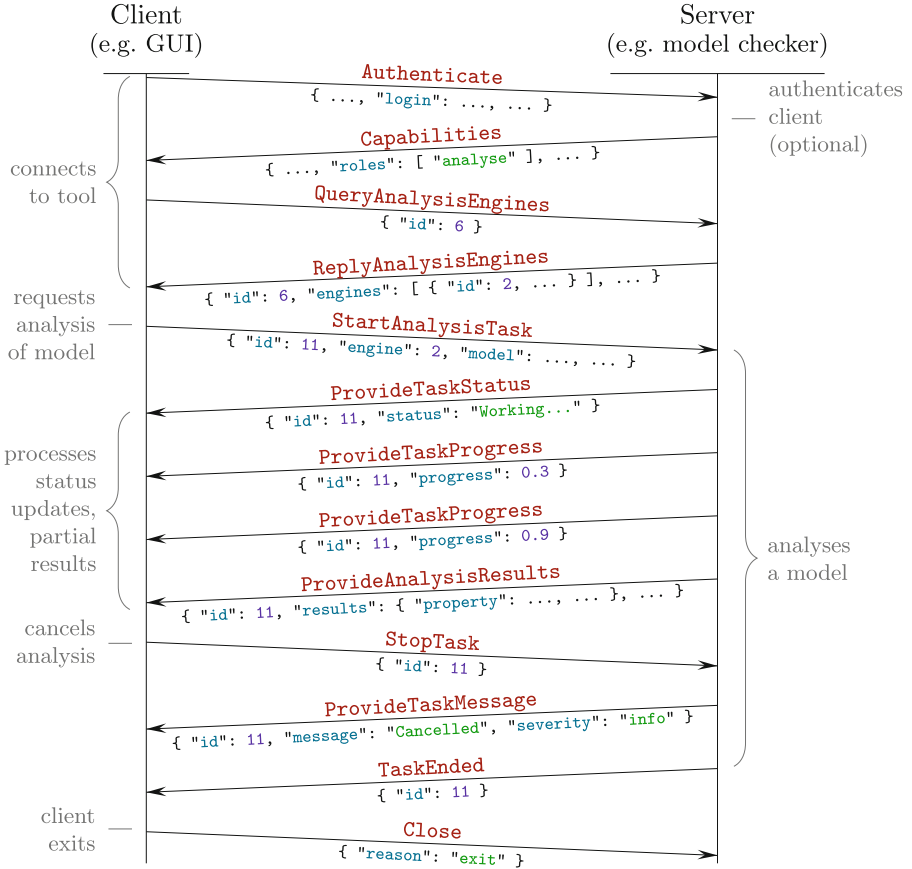 Client
(e.g. GUI)
Server
(e.g. model checker)
Authenticate
{ ..., "login": ..., ... }
authenticates
client
(optional)
Capabilities
{ ..., "roles": [ "analyse" ], ... }
connects
to tool
QueryAnalysisEngines
{ "id": 6 }
ReplyAnalysisEngines
{ "id": 6, "engines": [ { "id": 2, ... } ], ... }
requests
analysis
of model
StartAnalysisTask
{ "id": 11, "engine": 2, "model": ..., ... }
ProvideTaskStatus
{ "id": 11, "status": "Working..." }
ProvideTaskProgress
{ "id": 11, "progress": 0.3 }
processes
status
updates,
partial
results
ProvideTaskProgress
{ "id": 11, "progress": 0.9 }
analyses
a model
ProvideAnalysisResults
{ "id": 11, "results": { "property": ..., ... }, ... }
cancels
analysis
StopTask
{ "id": 11 }
ProvideTaskMessage
{ "id": 11, "message": "Cancelled", "severity": "info" }
TaskEnded
{ "id": 11 }
client
exits
Close
{ "reason": "exit" }